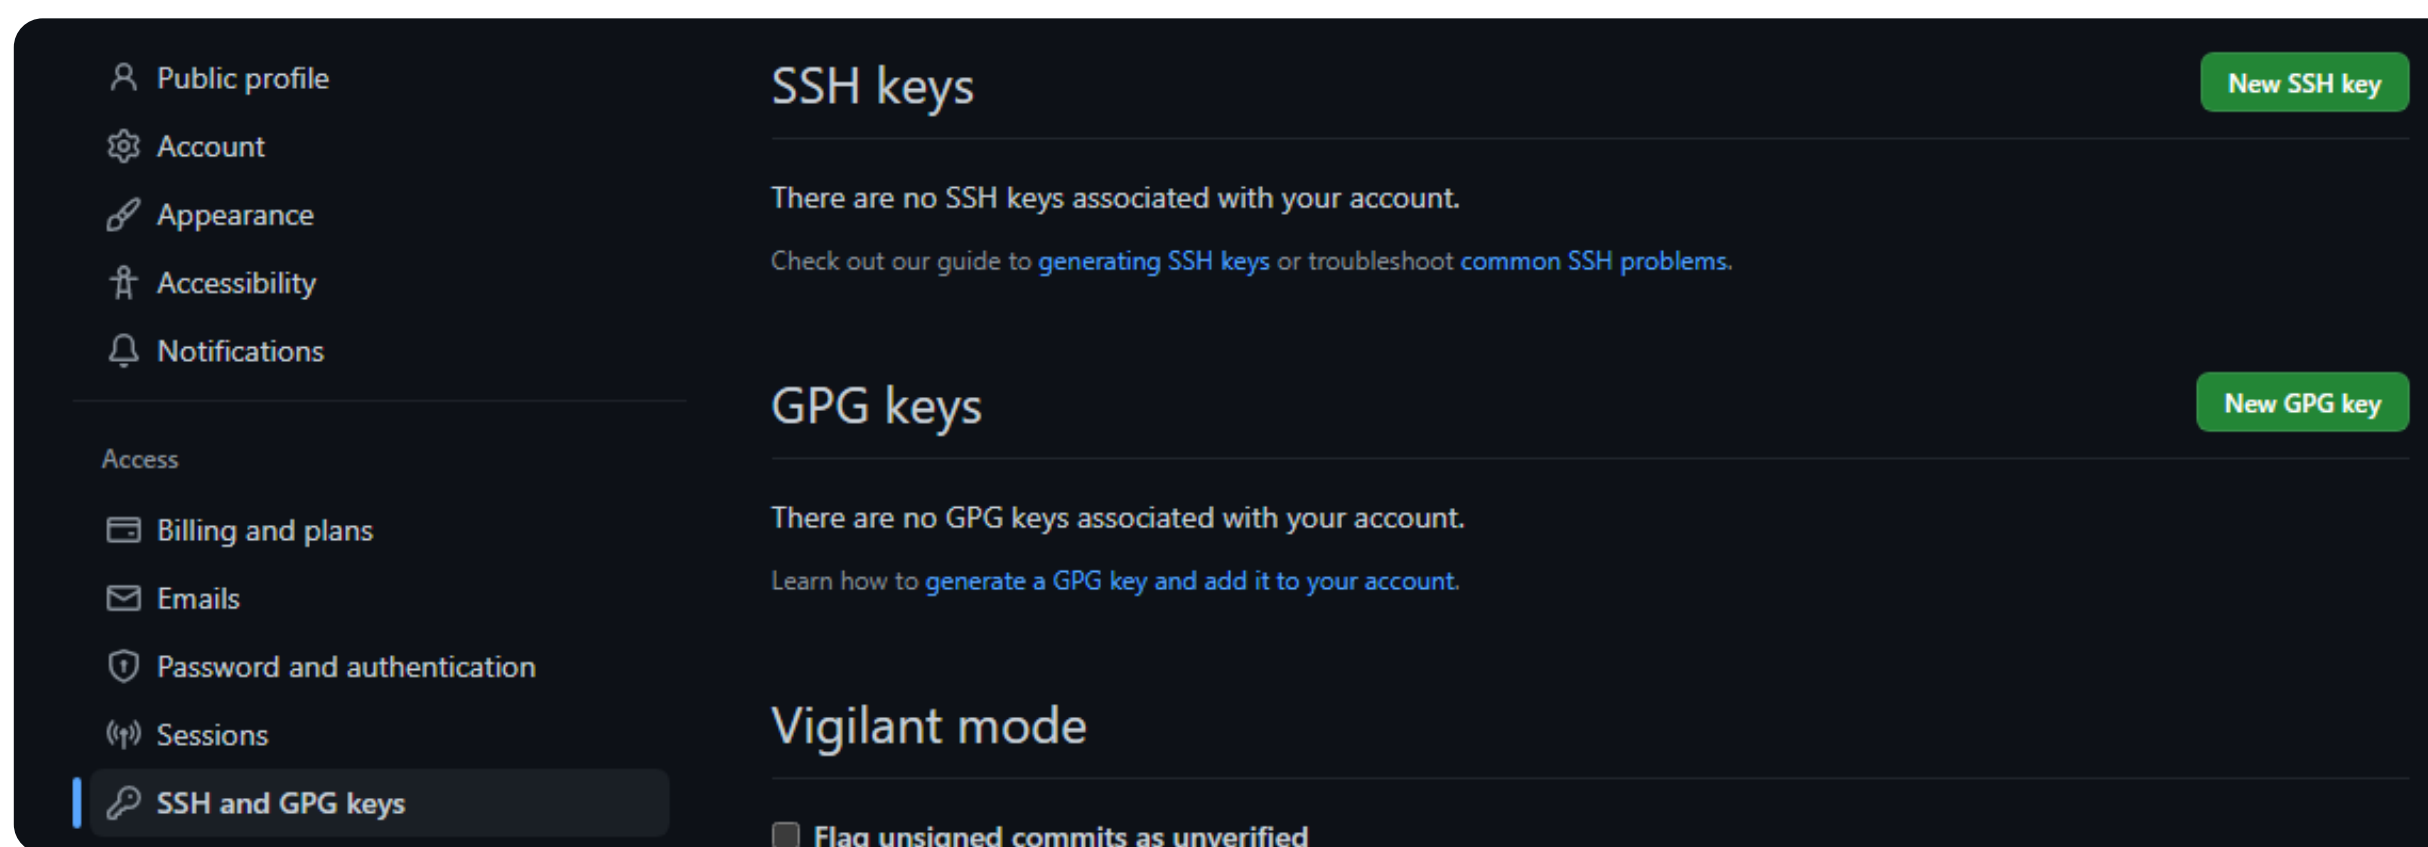 Public profile
Account
Appearance
Accessibility
Notifications
Access
Billing and plans
Emails
Password and authentication
Sessions
SSH and GPG keys
SSH keys
New SSH key
There are no SSH keys associated with your account.
Check out our guide to generating SSH keys or troubleshoot common SSH problems.
GPG keys
New GPG key
There are no GPG keys associated with your account.
Learn how to generate a GPG key and add it to your account.
Vigilant mode
Flag unsigned commits as unverified